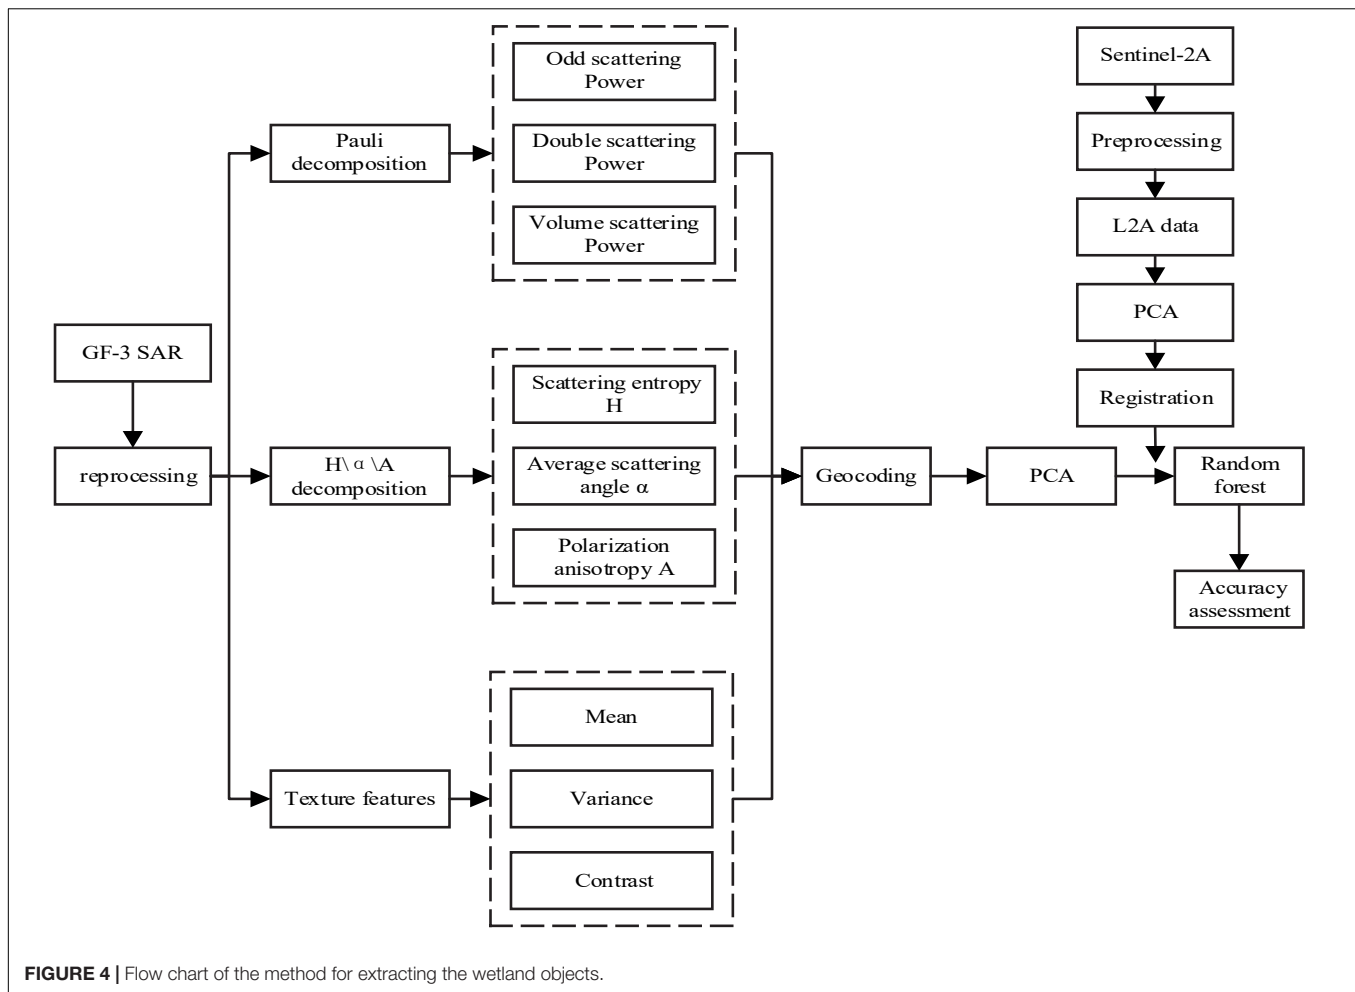 GF-3 SAR
reprocessing
Pauli
decomposition
H\α\A
decomposition
Texture features
Odd scattering
Power
Double scattering
Power
Volume scattering
Power
Scattering entropy
H
Average scattering
angle α
Polarization
anisotropy A
Mean
Variance
Contrast
Geocoding
PCA
Sentinel-2A
Preprocessing
L2A data
PCA
Registration
Random
forest
Accuracy
assessment
FIGURE 4 | Flow chart of the method for extracting the wetland objects.